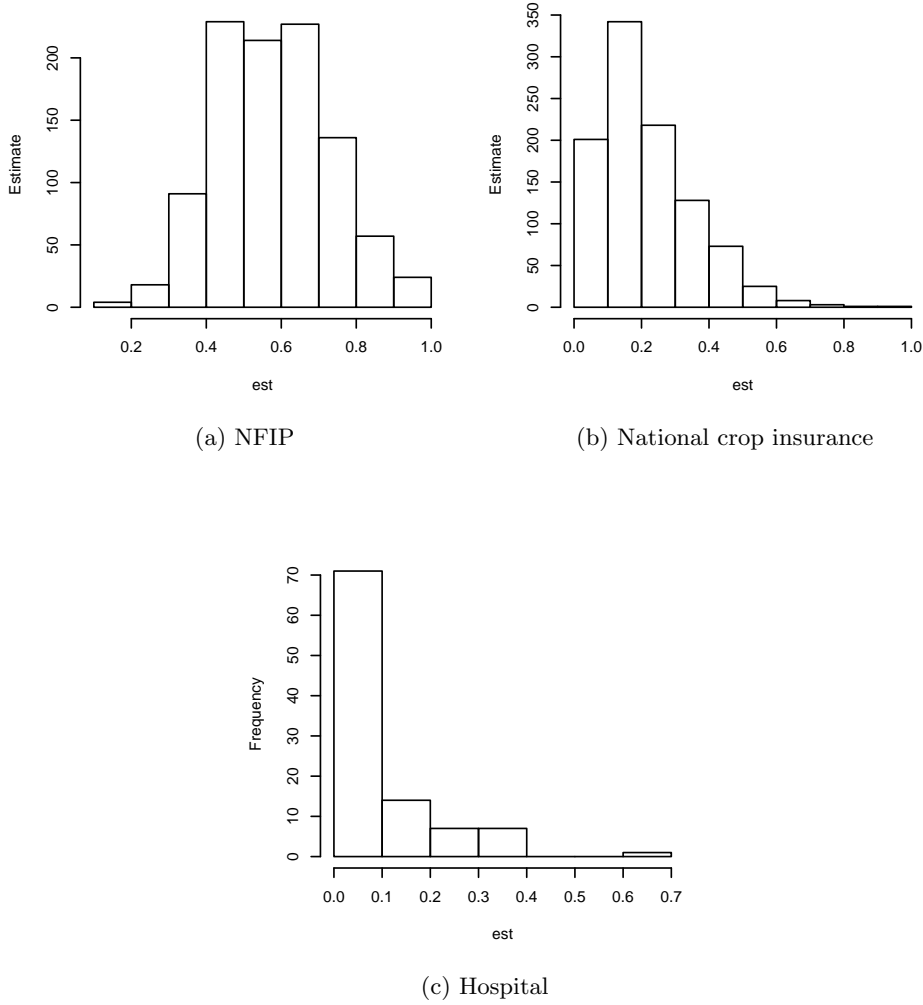 Estimate
0 50 100 150 200
0.2 0.4 0.6 0.8 1.0
est
(a) NFIP
Estimate
0 50 100 150 200 250 300 350
0.0 0.2 0.4 0.6 0.8 1.0
est
(b) National crop insurance
Frequency
0 10 20 30 40 50 60 70
0.0 0.1 0.2 0.3 0.4 0.5 0.6 0.7
est
(c) Hospital